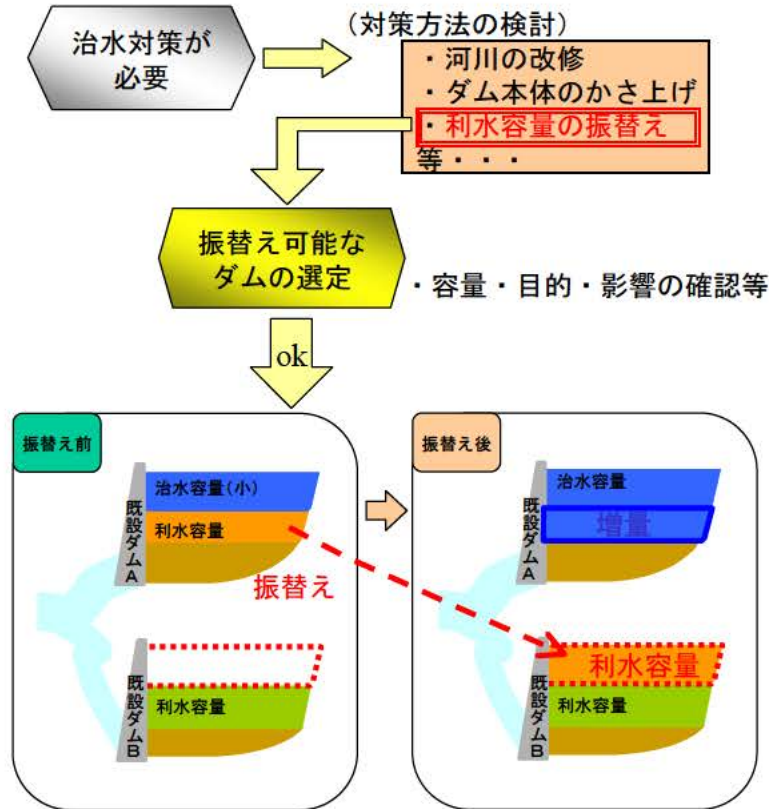 治水対策が
必要
(対策方法の検討)
・河川の改修
・ダム本体のかさ上げ
・利水容量の振替え
等・・・
振替え可能な
ダムの選定
・容量・目的・影響の確認等
ok
振替え前
治水容量(小)
利水容量
既設ダムA
振替え
利水容量
既設ダムB
振替え後
治水容量
増量
既設ダムA
利水容量
利水容量
既設ダムB